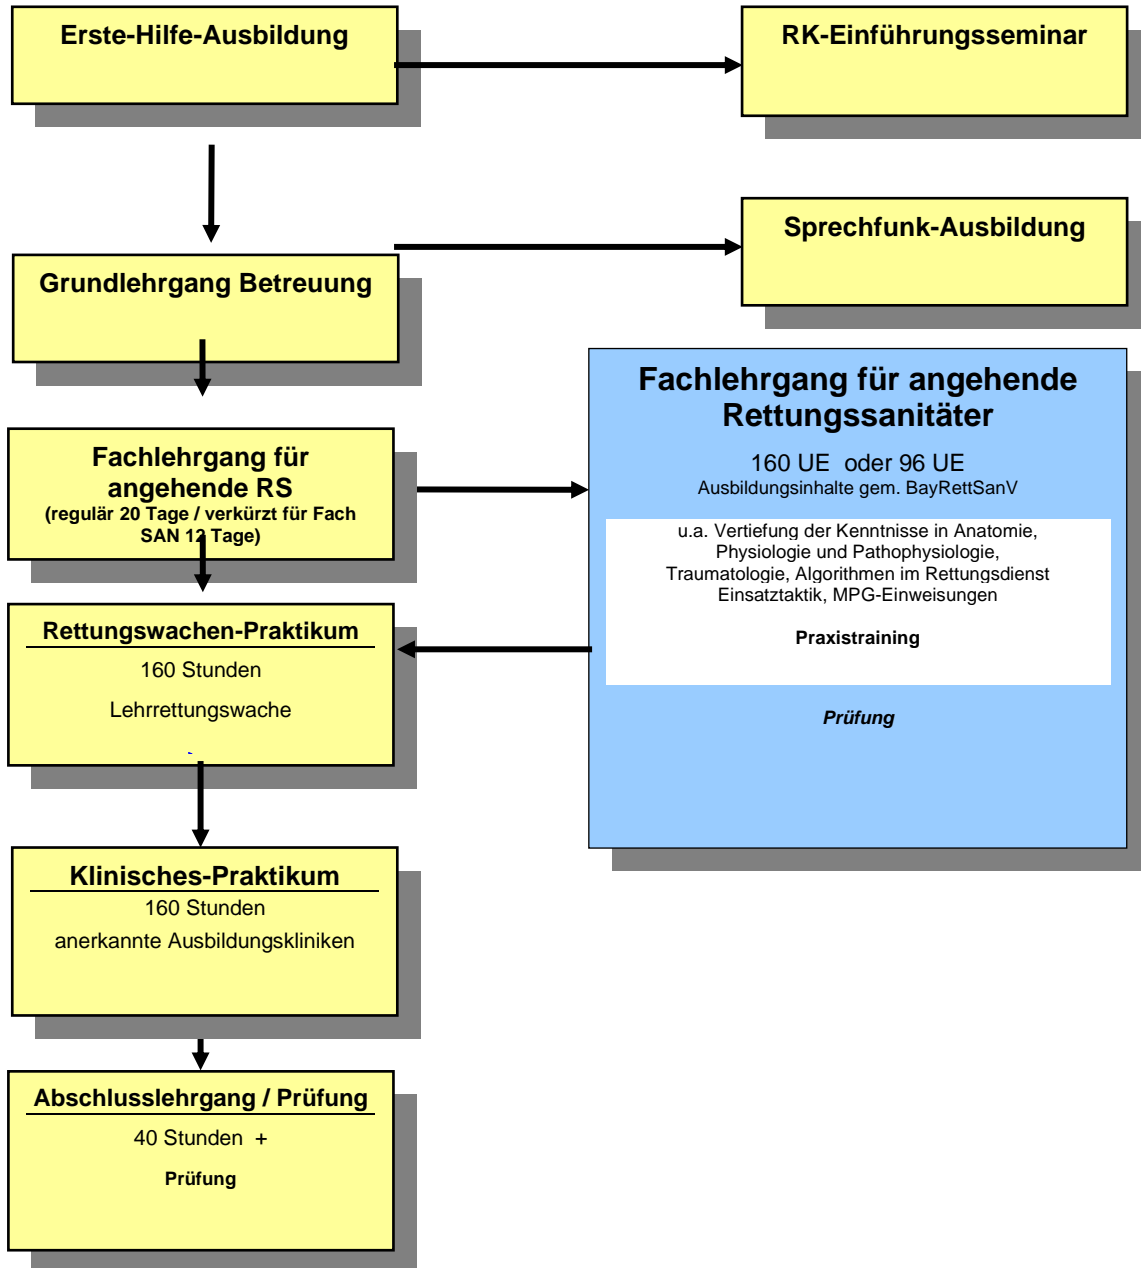 Erste-Hilfe-Ausbildung
RK-Einführungsseminar
Sprechfunk-Ausbildung
Grundlehrgang Betreuung
Fachlehrgang für
angehende RS
(regulär 20 Tage / verkürzt für Fach
SAN 12 Tage)
Fachlehrgang für angehende
Rettungssanitäter
160 UE oder 96 UE
Ausbildungsinhalte gem. BayRettSanV
u.a. Vertiefung der Kenntnisse in Anatomie,
Physiologie und Pathophysiologie,
Traumatologie, Algorithmen im Rettungsdienst
Einsatztaktik, MPG-Einweisungen
Praxistraining
Prüfung
Rettungswachen-Praktikum
160 Stunden
Lehrrettungswache
Klinisches-Praktikum
160 Stunden
anerkannte Ausbildungskliniken
Abschlusslehrgang / Prüfung
40 Stunden +
Prüfung